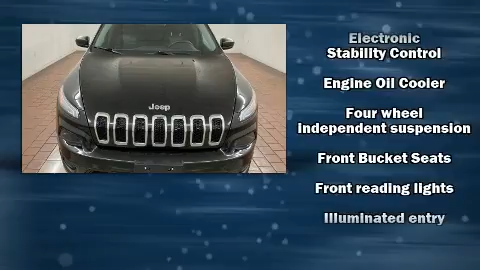 Jeep
Electronic
Stability Control
Engine Oil Cooler
Four wheel
Independent suspension
Front Bucket Seats
Front reading lights
Illuminated entry